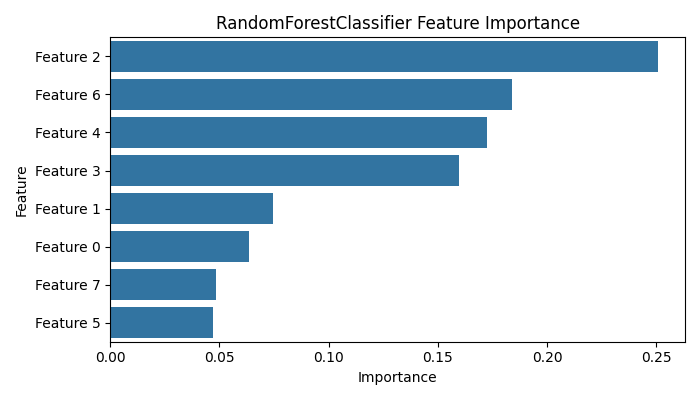 RandomForestClassifier Feature Importance
Feature 2
Feature 6
Feature 4
Feature 3
Feature 1
Feature 0
Feature 7
Feature 5
Feature
0.00 0.05 0.10 0.15 0.20 0.25
Importance